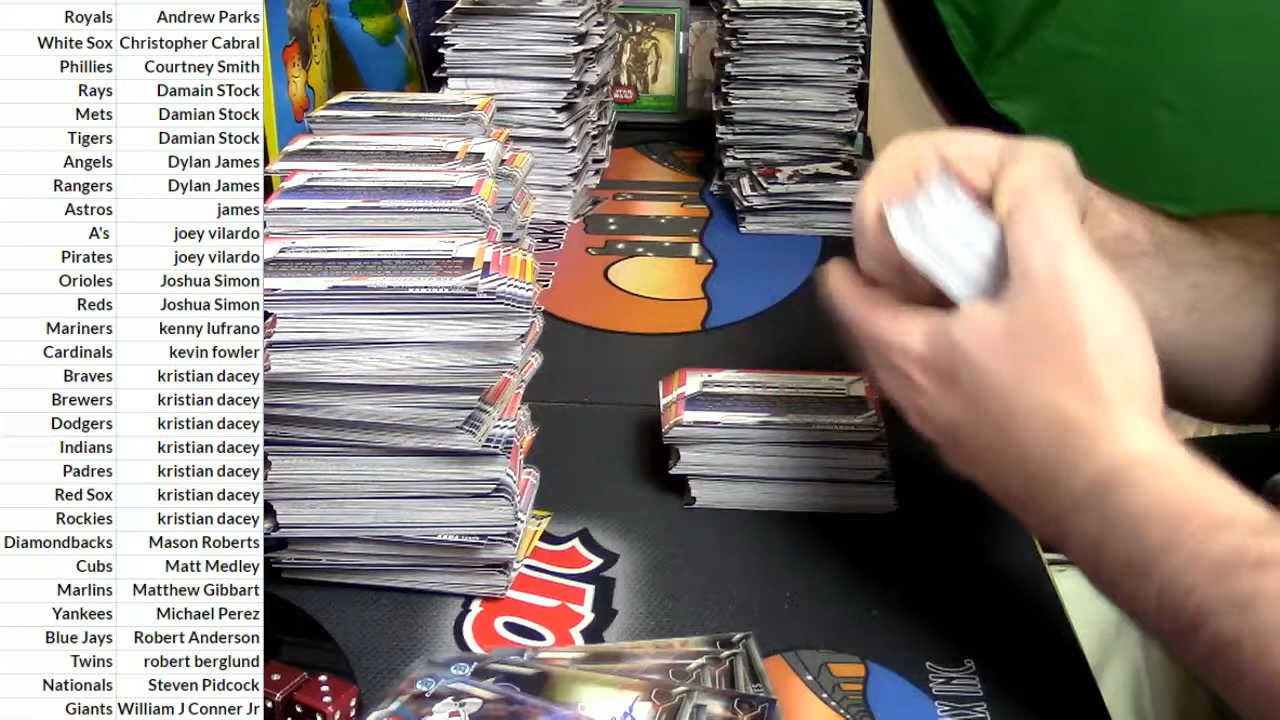 Royals Andrew Parks
White Sox Christopher Cabral
Phillies Courtney Smith
Rays Damain STock
Mets Damian Stock
Tigers Damian Stock
Angels Dylan James
Rangers Dylan James
Astros james
A's joey vilardo
Pirates joey vilardo
Orioles Joshua Simon
Reds Joshua Simon
Mariners kenny lufrano
Cardinals kevin fowler
Braves kristian dacey
Brewers kristian dacey
Dodgers kristian dacey
Indians kristian dacey
Padres kristian dacey
Red Sox kristian dacey
Rockies kristian dacey
Diamondbacks Mason Roberts
Cubs Matt Medley
Marlins Matthew Gibbart
Yankees Michael Perez
Blue Jays Robert Anderson
Twins robert berglund
Nationals Steven Pidcock
Giants William J Conner Jr
STAR WARS
INC